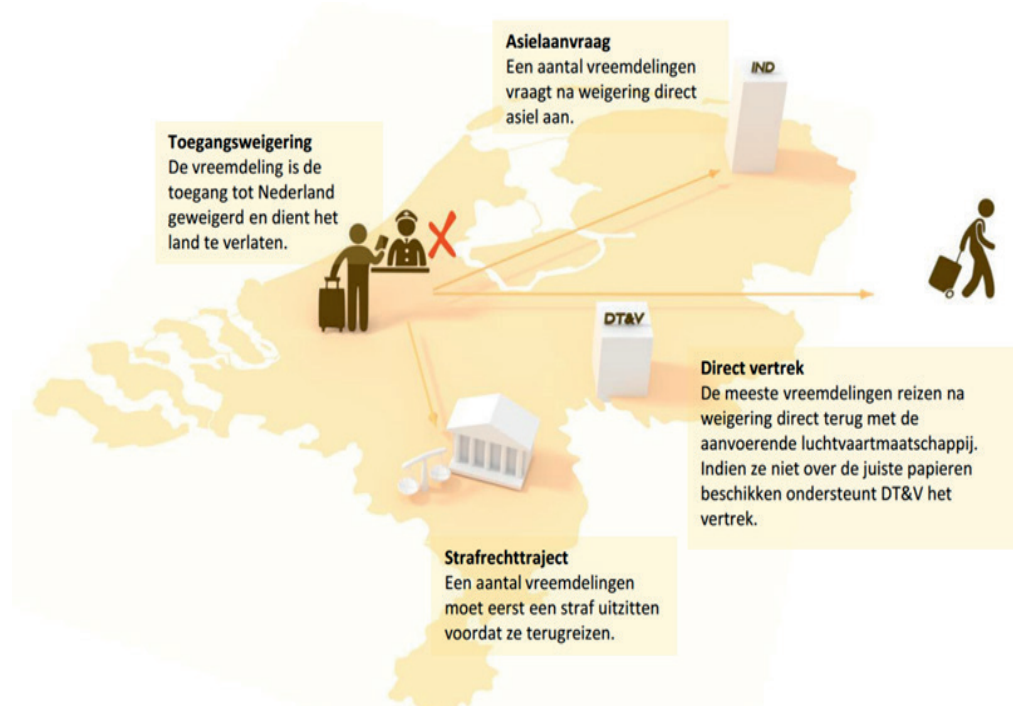 Asielaanvraag
Een aantal vreemdelingen
vraagt na weigering direct
asiel aan.
IND
Toegangsweigering
De vreemdeling is de
toegang tot Nederland
geweigerd en dient het
land te verlaten.
DT&V
Direct vertrek
De meeste vreemdelingen reizen na
weigering direct terug met de
aanvoerende luchtvaartmaatschappij.
Indien ze niet over de juiste papieren
beschikken ondersteunt DT&V het
vertrek.
Strafrechttraject
Een aantal vreemdelingen
moet eerst een straf uitzitten
voordat ze terugreizen.